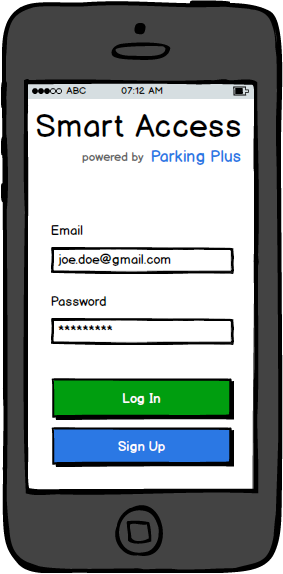 ABC 07:12 AM
Smart Access
powered by Parking Plus
Email
joe.doe@gmail.com
Password
*********
Log In
Sign Up